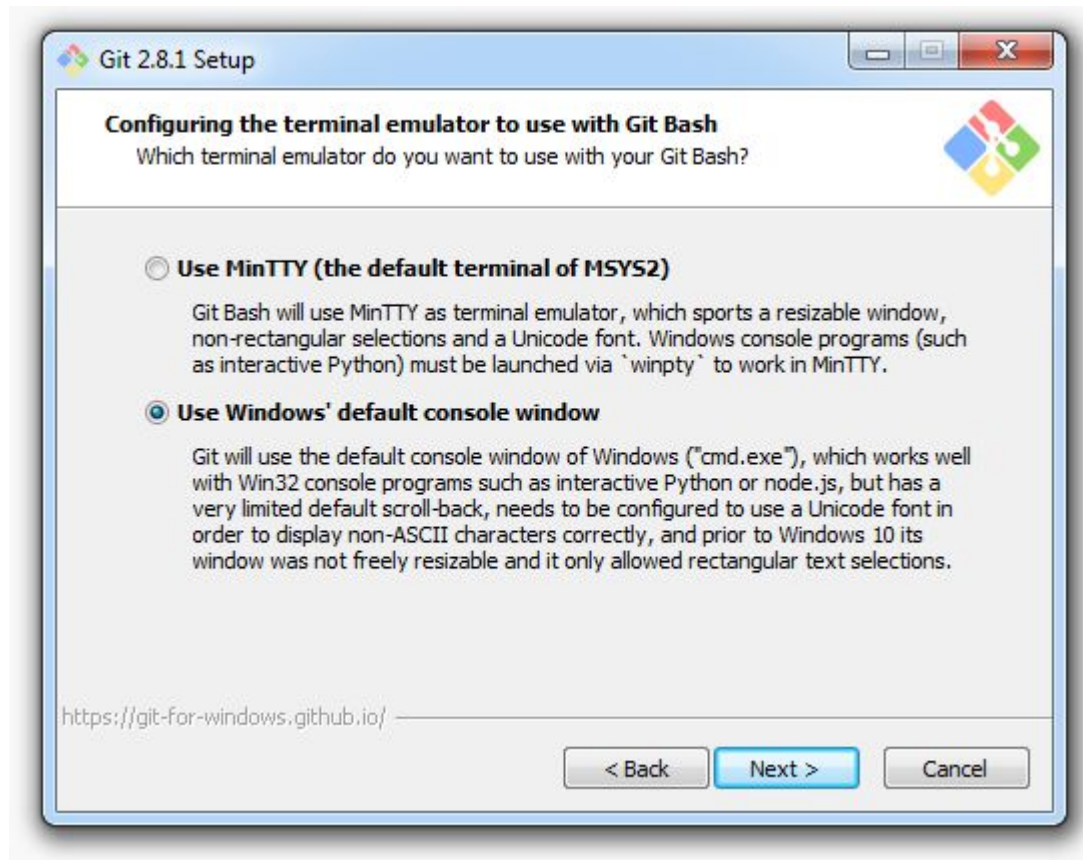 Git 2.8.1 Setup
Configuring the terminal emulator to use with Git Bash
Which terminal emulator do you want to use with your Git Bash?
Use MinTTY (the default terminal of MSYS2)
Git Bash will use MinTTY as terminal emulator, which sports a resizable window,
non-rectangular selections and a Unicode font. Windows console programs (such
as interactive Python) must be launched via `winpty` to work in MinTTY.
Use Windows' default console window
Git will use the default console window of Windows ("cmd.exe"), which works well
with Win32 console programs such as interactive Python or node.js, but has a
very limited default scroll-back, needs to be configured to use a Unicode font in
order to display non-ASCII characters correctly, and prior to Windows 10 its
window was not freely resizable and it only allowed rectangular text selections.
https://git-for-windows.github.io/
< Back Next > Cancel